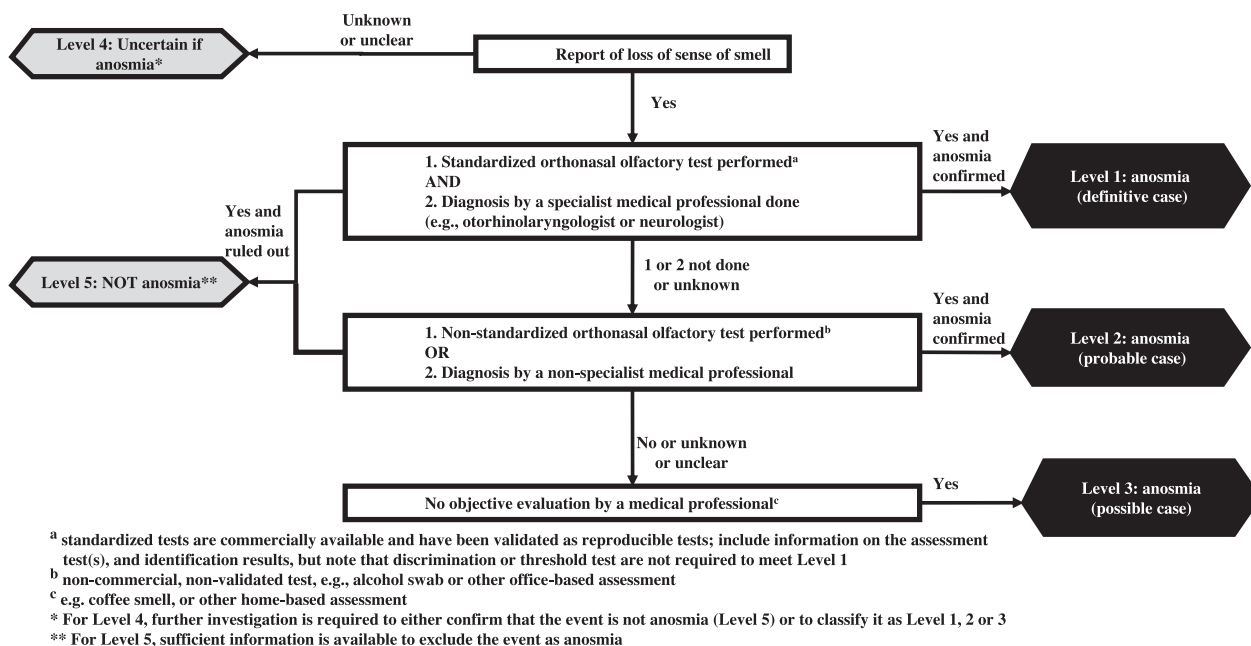 Unknown
or unclear
Level 4: Uncertain if
anosmia*
Report of loss of sense of smell
Yes
1. Standardized orthonasal olfactory test performedᵃ
AND
2. Diagnosis by a specialist medical professional done
(e.g., otorhinolaryngologist or neurologist)
Yes and
anosmia
confirmed
Level 1: anosmia
(definitive case)
Yes and
anosmia
ruled out
Level 5: NOT anosmia**
1 or 2 not done
or unknown
1. Non-standardized orthonasal olfactory test performedᵇ
OR
2. Diagnosis by a non-specialist medical professional
Yes and
anosmia
confirmed
Level 2: anosmia
(probable case)
No or unknown
or unclear
No objective evaluation by a medical professionalᶜ
Yes
Level 3: anosmia
(possible case)
ᵃ standardized tests are commercially available and have been validated as reproducible tests; include information on the assessment
test(s), and identification results, but note that discrimination or threshold test are not required to meet Level 1
ᵇ non-commercial, non-validated test, e.g., alcohol swab or other office-based assessment
ᶜ e.g. coffee smell, or other home-based assessment
* For Level 4, further investigation is required to either confirm that the event is not anosmia (Level 5) or to classify it as Level 1, 2 or 3
** For Level 5, sufficient information is available to exclude the event as anosmia